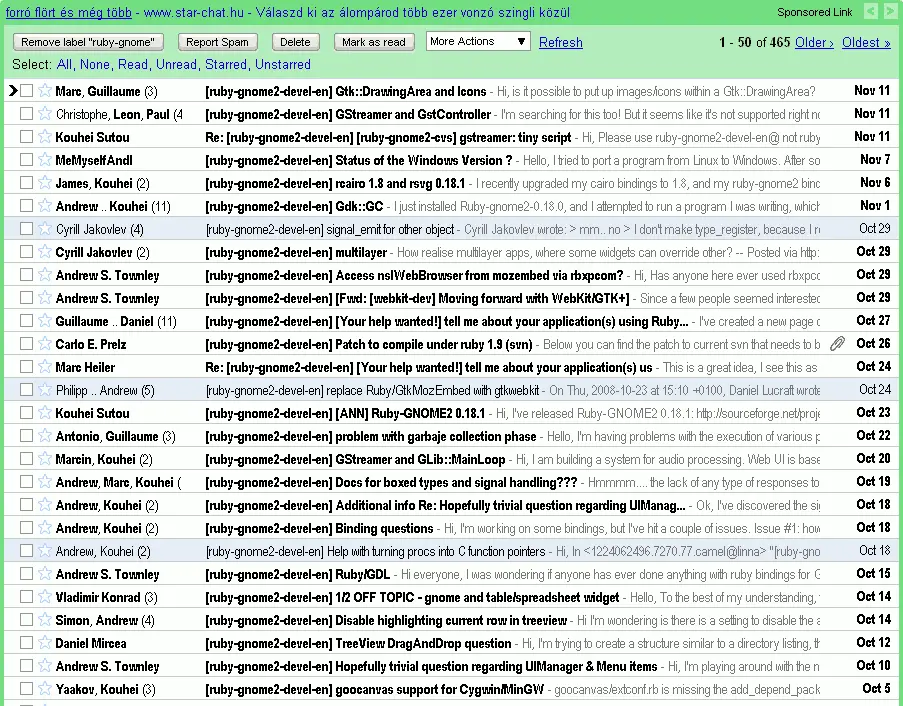 forró flört és még több - www.star-chat.hu - Válaszd ki az álompárod több ezer vonzó szingli közül Sponsored Link < >
Remove label "ruby-gnome" Report Spam Delete Mark as read More Actions Refresh 1 - 50 of 465 Older › Oldest »
Select: All, None, Read, Unread, Starred, Unstarred
Marc, Guillaume (3) [ruby-gnome2-devel-en] Gtk::DrawingArea and Icons - Hi, is it possible to put up images/icons within a Gtk::DrawingArea? Nov 11
Christophe, Leon, Paul (4 [ruby-gnome2-devel-en] GStreamer and GstController - I'm searching for this too! But it seems like it's not supported right nc Nov 11
Kouhei Sutou Re: [ruby-gnome2-devel-en] [ruby-gnome2-cvs] gstreamer: tiny script - Hi, Please use ruby-gnome2-devel-en@ not ruby Nov 11
MeMyselfAndI [ruby-gnome2-devel-en] Status of the Windows Version ? - Hello, I tried to port a program from Linux to Windows. After so Nov 7
James, Kouhei (2) [ruby-gnome2-devel-en] rcairo 1.8 and rsvg 0.18.1 - I recently upgraded my cairo bindings to 1.8, and my ruby-gnome2 binc Nov 6
Andrew .. Kouhei (11) [ruby-gnome2-devel-en] Gdk::GC - I just installed Ruby-gnome2-0.18.0, and I attempted to run a program I was writing, which Nov 1
Cyrill Jakovlev (4) [ruby-gnome2-devel-en] signal_emit for other object - Cyrill Jakovlev wrote: > mm.. no > I don't make type_register, because I r Oct 29
Cyrill Jakovlev (2) [ruby-gnome2-devel-en] multilayer - How realise multilayer apps, where some widgets can override other? -- Posted via http: Oct 29
Andrew S. Townley [ruby-gnome2-devel-en] Access nsIWebBrowser from mozembed via rbxpcom? - Hi, Has anyone here ever used rbxpcc Oct 29
Andrew S. Townley [ruby-gnome2-devel-en] [Fwd: [webkit-dev] Moving forward with WebKit/GTK+] - Since a few people seemed interested Oct 29
Guillaume .. Daniel (11) [ruby-gnome2-devel-en] [Your help wanted!] tell me about your application(s) using Ruby... - I've created a new page c Oct 27
Carlo E. Prelz [ruby-gnome2-devel-en] Patch to compile under ruby 1.9 (svn) - Below you can find the patch to current svn that needs to b Oct 26
Marc Heiler Re: [ruby-gnome2-devel-en] [Your help wanted!] tell me about your application(s) us - This is a great idea, I see this as Oct 24
Philipp .. Andrew (5) [ruby-gnome2-devel-en] replace Ruby/GtkMozEmbed with gtkwebkit - On Thu, 2008-10-23 at 15:10 +0100, Daniel Lucraft wrote Oct 24
Kouhei Sutou [ruby-gnome2-devel-en] [ANN] Ruby-GNOME2 0.18.1 - Hi, I've released Ruby-GNOME2 0.18.1: http://sourceforge.net/proje Oct 23
Antonio, Guillaume (3) [ruby-gnome2-devel-en] problem with garbaje collection phase - Hello, I'm having problems with the execution of various p Oct 22
Marcin, Kouhei (2) [ruby-gnome2-devel-en] GStreamer and GLib::MainLoop - Hi, I am building a system for audio processing. Web UI is base Oct 20
Andrew, Marc, Kouhei ( [ruby-gnome2-devel-en] Docs for boxed types and signal handling??? - Hmmmm.... the lack of any type of responses to Oct 19
Andrew, Kouhei (2) [ruby-gnome2-devel-en] Additional info Re: Hopefully trivial question regarding UIManag... - Ok, I've discovered the sig Oct 18
Andrew, Kouhei (2) [ruby-gnome2-devel-en] Binding questions - Hi, I'm working on some bindings, but I've hit a couple of issues. Issue #1: how Oct 18
Andrew, Kouhei (2) [ruby-gnome2-devel-en] Help with turning procs into C function pointers - Hi, In <1224062496.7270.77.camel@linna> "[ruby-gno Oct 18
Andrew S. Townley [ruby-gnome2-devel-en] Ruby/GDL - Hi everyone, I was wondering if anyone has ever done anything with ruby bindings for G Oct 15
Vladimir Konrad (3) [ruby-gnome2-devel-en] 1/2 OFF TOPIC - gnome and table/spreadsheet widget - Hello, To the best of my understanding, Oct 14
Simon, Andrew (4) [ruby-gnome2-devel-en] Disable highlighting current row in treeview - Hi I'm wondering is there is a setting to disable the a Oct 14
Daniel Mircea [ruby-gnome2-devel-en] TreeView DragAndDrop question - Hi, I'm trying to create a structure similar to a directory listing, th Oct 12
Andrew S. Townley [ruby-gnome2-devel-en] Hopefully trivial question regarding UIManager & Menu items - Hi, I'm playing around with the n Oct 10
Yaakov, Kouhei (3) [ruby-gnome2-devel-en] goocanvas support for Cygwin/MinGW - goocanvas/extconf.rb is missing the add_depend_pack Oct 5